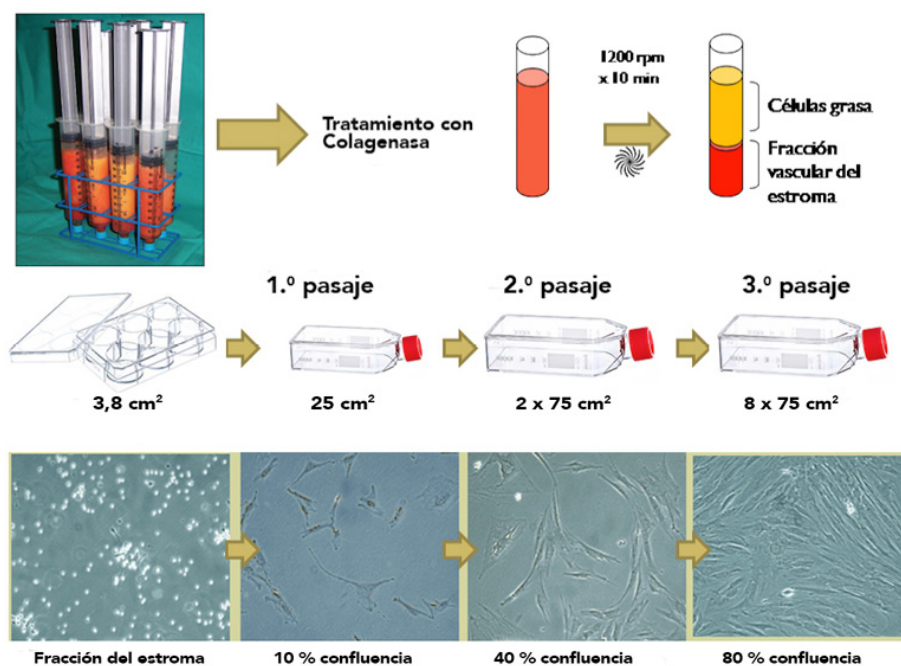 Tratamiento con
Colagenasa
1200 rpm
x 10 min
Células grasa
Fracción
vascular del
estroma
1.º pasaje
2.º pasaje
3.º pasaje
3,8 cm²
25 cm²
2 x 75 cm²
8 x 75 cm²
Fracción del estroma
10 % confluencia
40 % confluencia
80 % confluencia